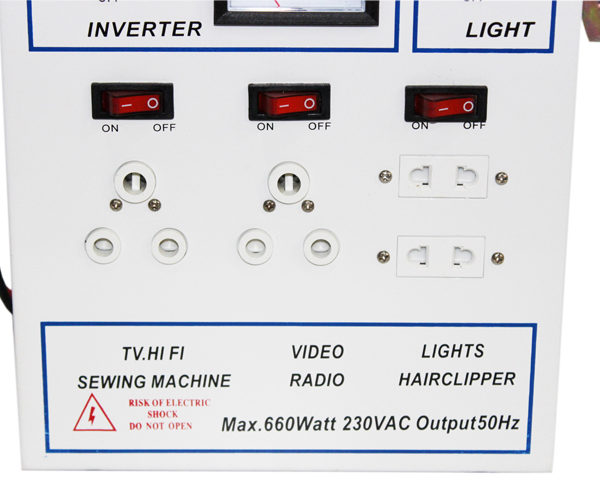 INVERTER LIGHT
ON OFF ON OFF ON OFF
TV.HI FI VIDEO LIGHTS
SEWING MACHINE RADIO HAIRCLIPPER
RISK OF ELECTRIC
SHOCK
DO NOT OPEN
Max.660Watt 230VAC Output50Hz